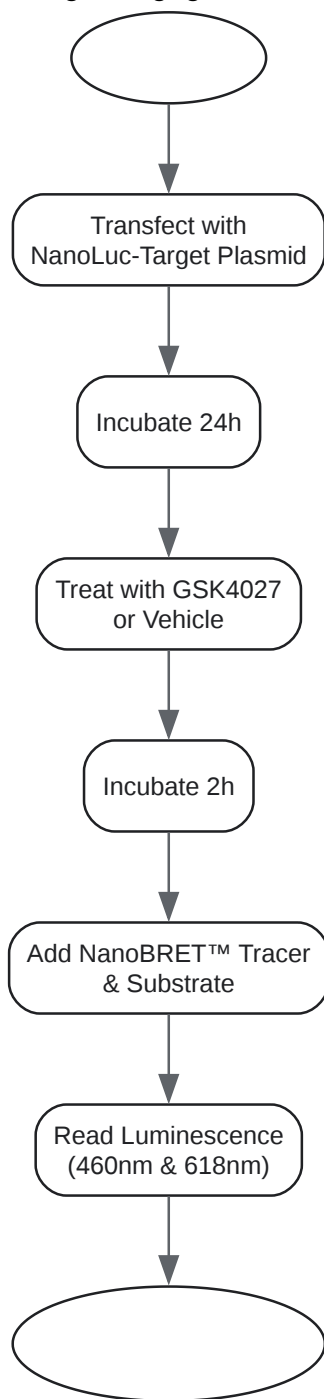 Transfect with
NanoLuc-Target Plasmid
Incubate 24h
Treat with GSK4027
or Vehicle
Incubate 2h
Add NanoBRET™ Tracer
& Substrate
Read Luminescence
(460nm & 618nm)